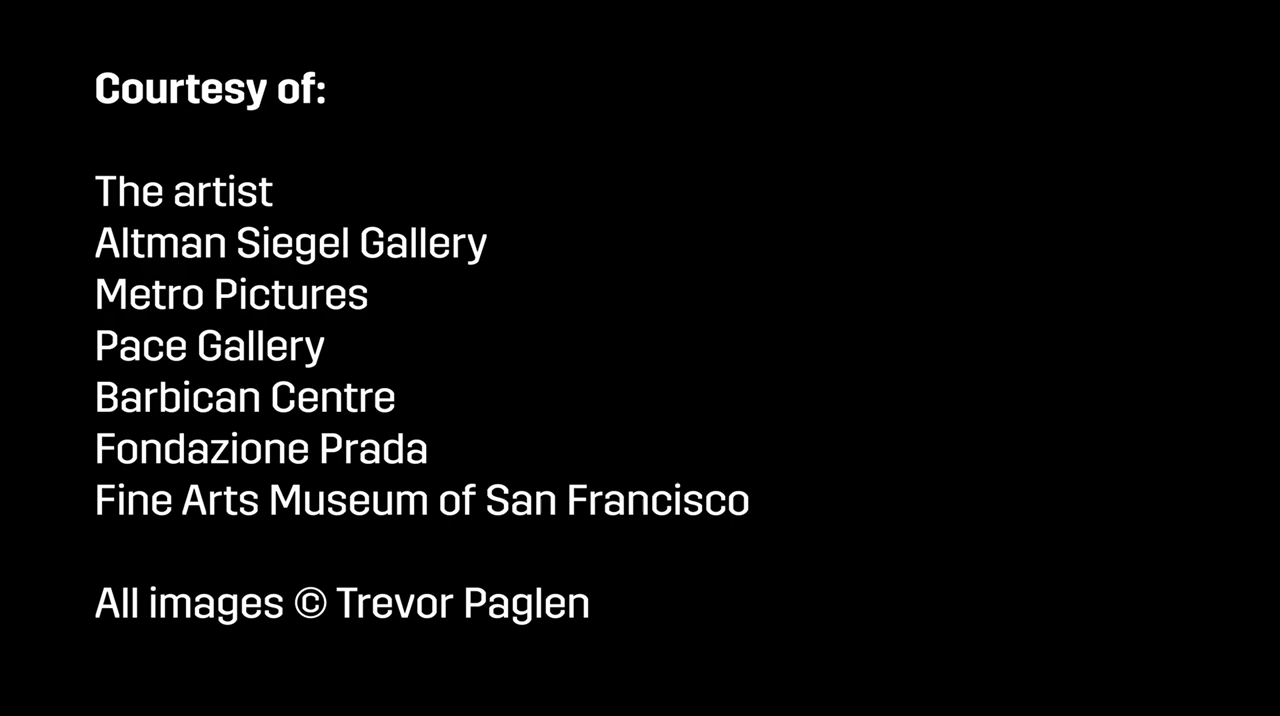 Courtesy of:
The artist
Altman Siegel Gallery
Metro Pictures
Pace Gallery
Barbican Centre
Fondazione Prada
Fine Arts Museum of San Francisco
All images © Trevor Paglen